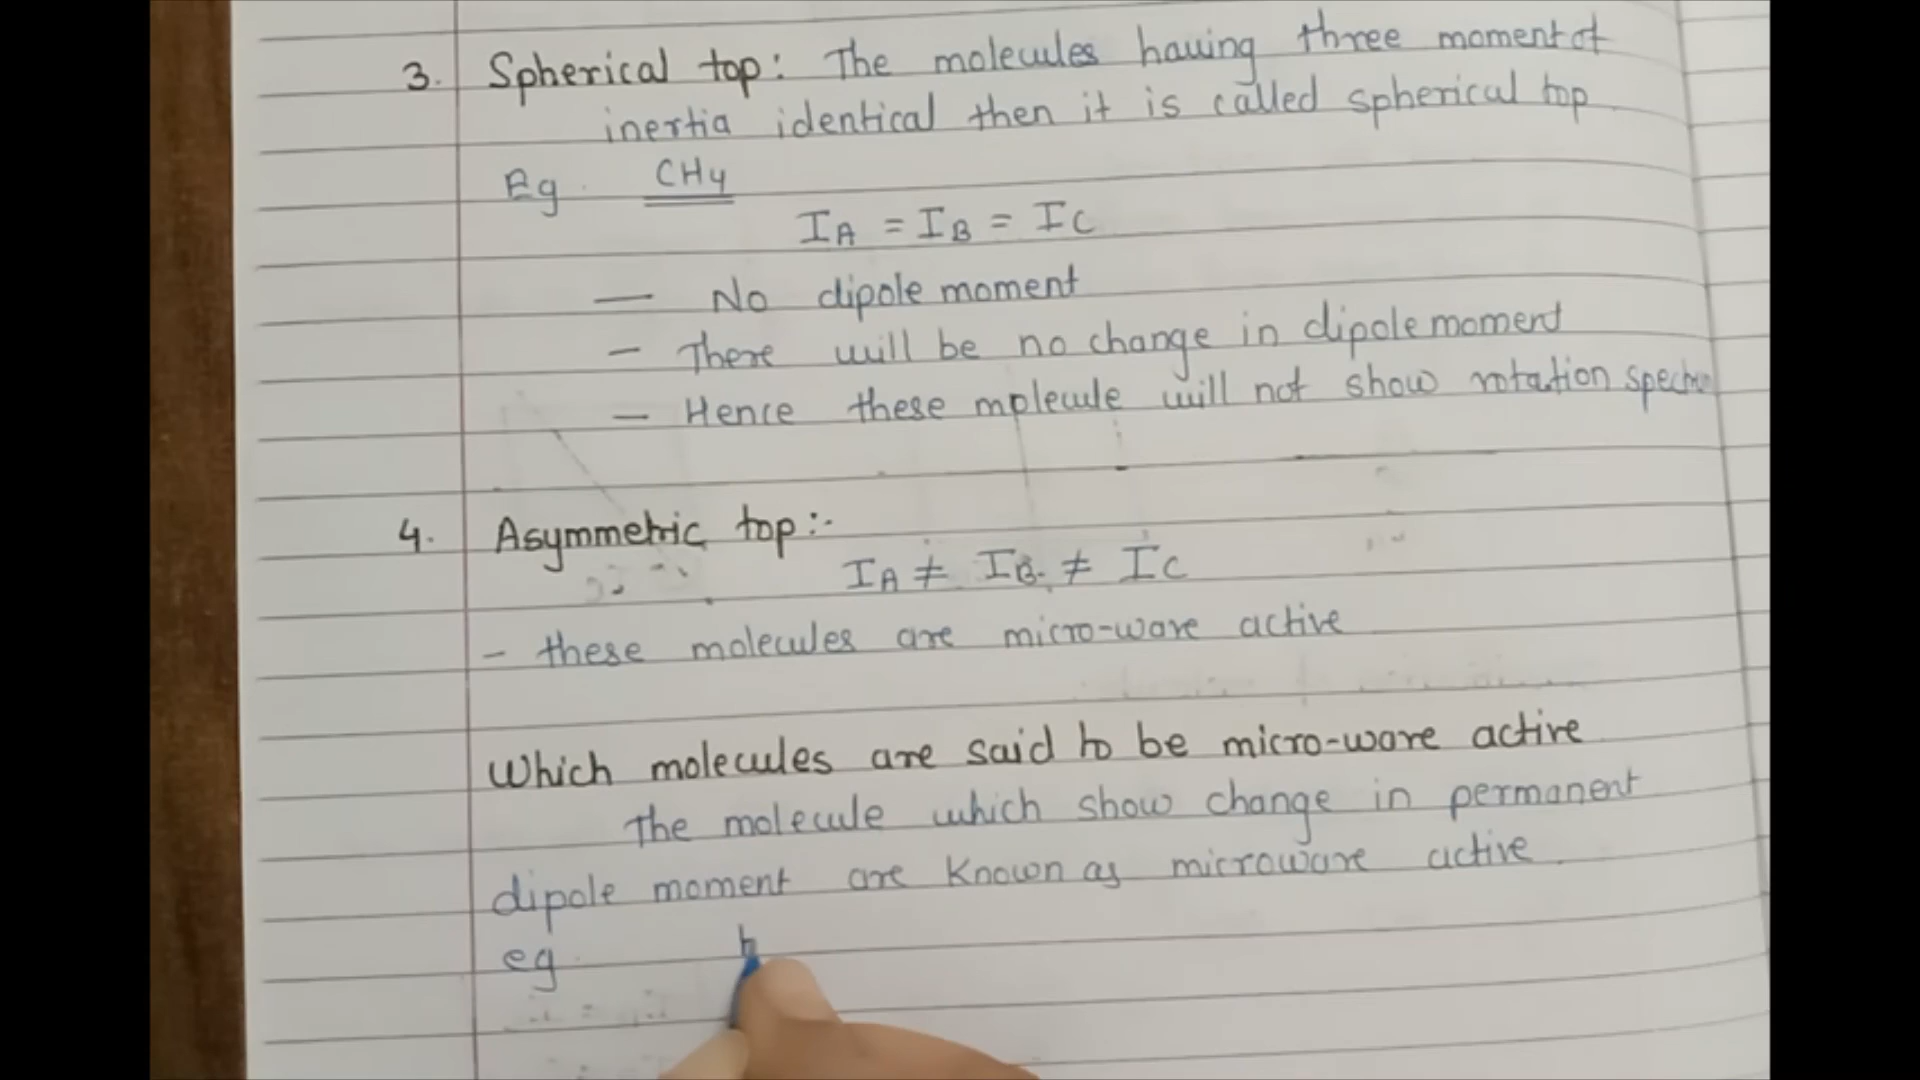 3. Spherical top: The molecules having three moment of
inertia identical then it is called spherical top
Eg. CH4
IA = IB = IC
— No dipole moment
— There will be no change in dipole moment
— Hence these molecule will not show rotation
4. Asymmetric top:-
IA ≠ IB ≠ IC
- these molecules are micro-wave active
Which molecules are said to be micro-wave active
The molecule which show change in permanent
dipole moment are known as microwave active.
eg.